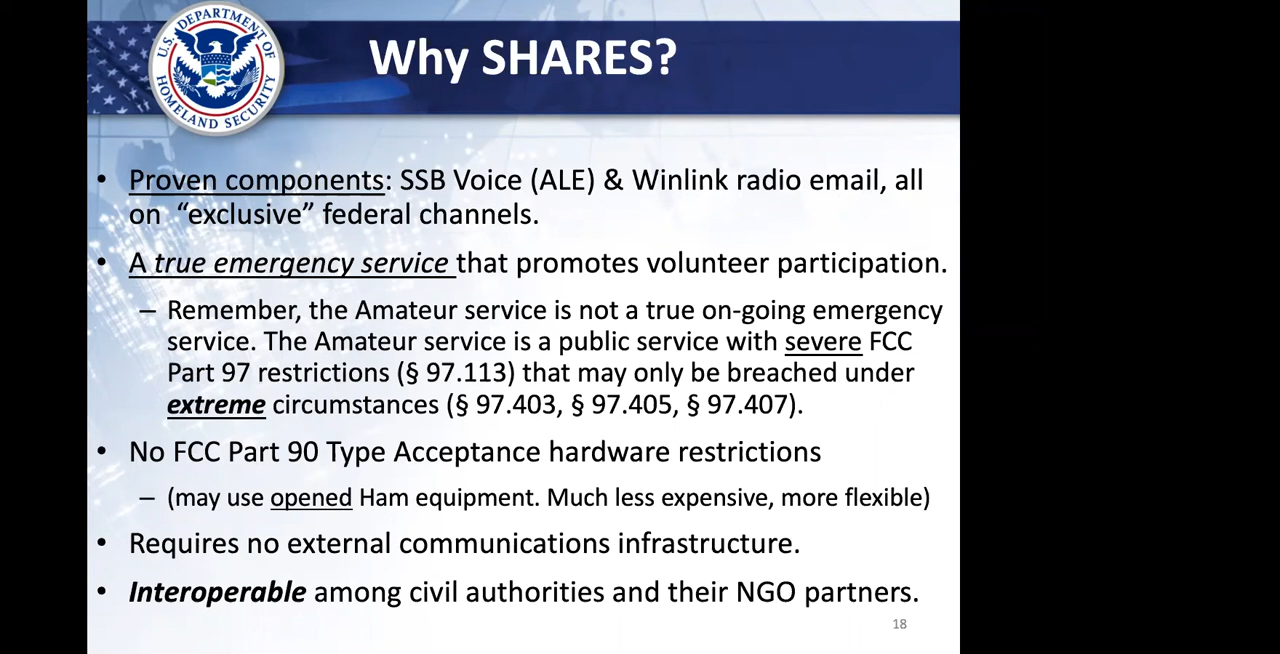 U.S. DEPARTMENT OF
HOMELAND SECURITY
Why SHARES?
• Proven components: SSB Voice (ALE) & Winlink radio email, all
on “exclusive” federal channels.
• A true emergency service that promotes volunteer participation.
– Remember, the Amateur service is not a true on-going emergency
service. The Amateur service is a public service with severe FCC
Part 97 restrictions (§ 97.113) that may only be breached under
extreme circumstances (§ 97.403, § 97.405, § 97.407).
• No FCC Part 90 Type Acceptance hardware restrictions
– (may use opened Ham equipment. Much less expensive, more flexible)
• Requires no external communications infrastructure.
• Interoperable among civil authorities and their NGO partners.
18